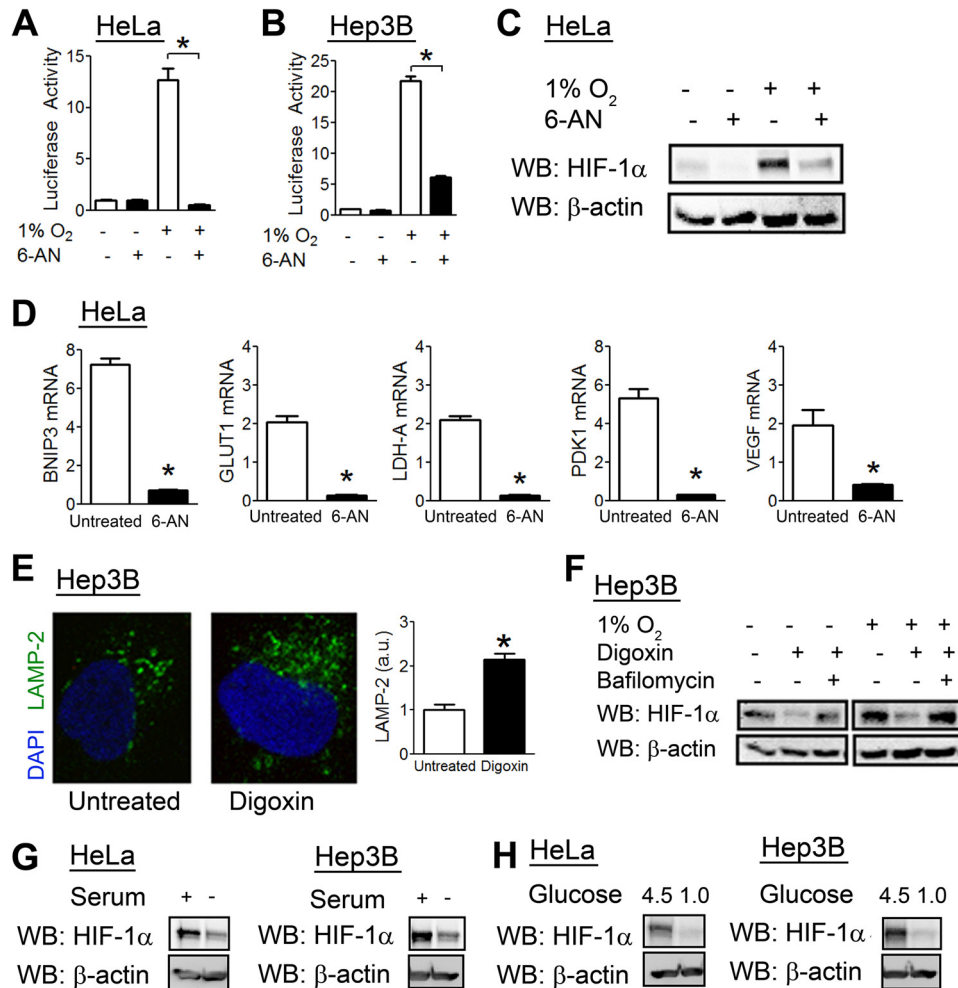 A HeLa
Luciferase Activity
15
10
5
0
*
1% O2 - - + +
6-AN - + - +
B Hep3B
Luciferase Activity
25
20
15
10
5
0
*
1% O2 - - + +
6-AN - + - +
C HeLa
1% O2 - - + +
6-AN - + - +
WB: HIF-1α
WB: β-actin
D HeLa
BNIP3 mRNA
8
6
4
2
0
*
Untreated 6-AN
GLUT1 mRNA
4
3
2
1
0
*
Untreated 6-AN
LDH-A mRNA
4
3
2
1
0
*
Untreated 6-AN
PDK1 mRNA
8
6
4
2
0
*
Untreated 6-AN
VEGF mRNA
4
3
2
1
0
*
Untreated 6-AN
E Hep3B
DAPI LAMP-2
Untreated
Digoxin
LAMP-2 (a.u.)
3
2
1
0
*
Untreated Digoxin
F Hep3B
1% O2 - - - + + +
Digoxin - + + - + +
Bafilomycin - - + - - +
WB: HIF-1α
WB: β-actin
G HeLa
Serum + -
WB: HIF-1α
WB: β-actin
Hep3B
Serum + -
WB: HIF-1α
WB: β-actin
H HeLa
Glucose 4.5 1.0
WB: HIF-1α
WB: β-actin
Hep3B
Glucose 4.5 1.0
WB: HIF-1α
WB: β-actin